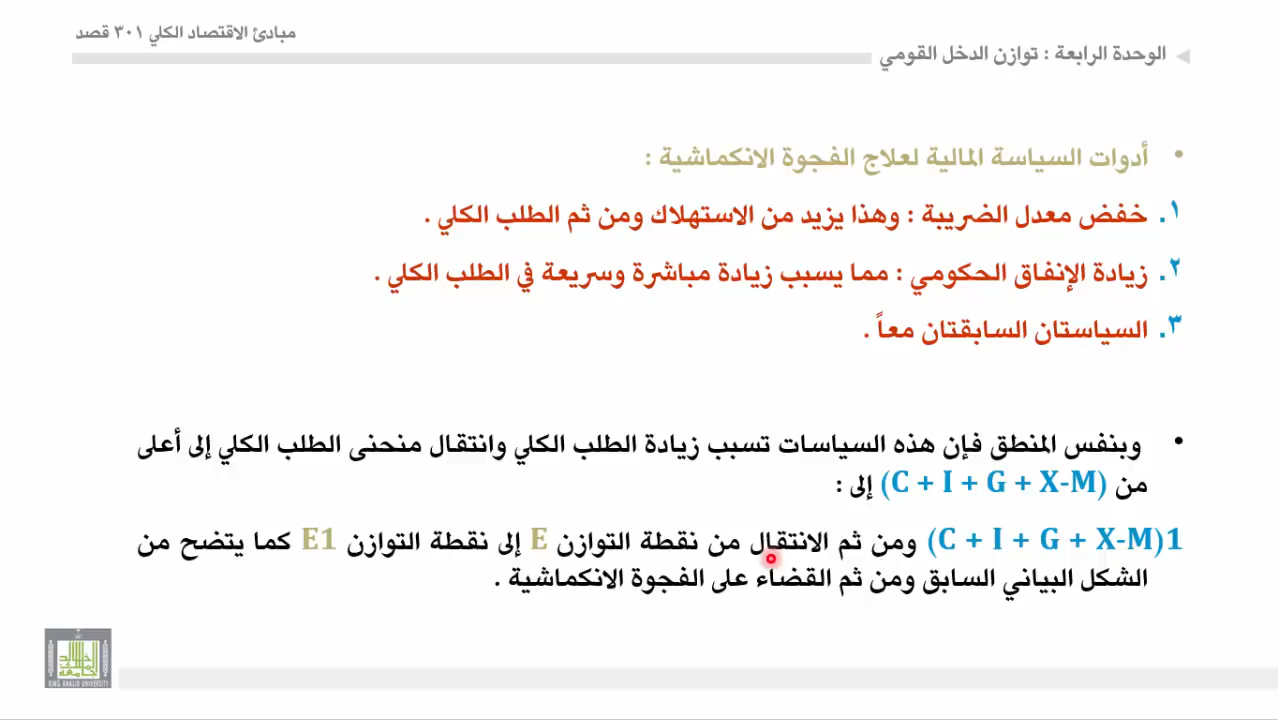 مبادئ الاقتصاد الكلي ٣٠١ قصد
الوحدة الرابعة : توازن الدخل القومي
• أدوات السياسة المالية لعلاج الفجوة الانكماشية :
١. خفض معدل الضريبة : وهذا يزيد من الاستهلاك ومن ثم الطلب الكلي .
٢. زيادة الإنفاق الحكومي : مما يسبب زيادة مباشرة وسريعة في الطلب الكلي .
٣. السياستان السابقتان معاً .
• وبنفس المنطق فإن هذه السياسات تسبب زيادة الطلب الكلي وانتقال منحنى الطلب الكلي إلى أعلى
من (C + I + G + X-M) إلى :
(C + I + G + X-M)1 ومن ثم الانتقال من نقطة التوازن E إلى نقطة التوازن E1 كما يتضح من
الشكل البياني السابق ومن ثم القضاء على الفجوة الانكماشية .
KING KHALID UNIVERSITY